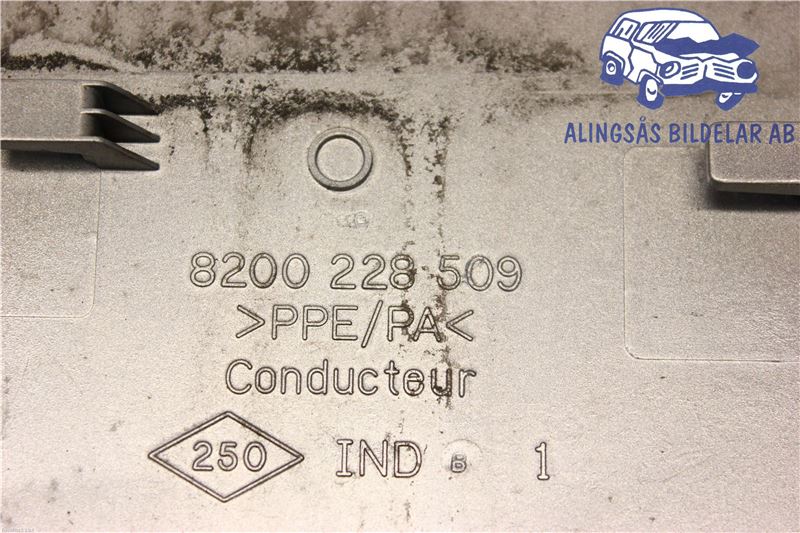 ALINGSÅS BILDELAR AB
8200 228 509
>PPE/PA<
Conducteur
250 IND B 1